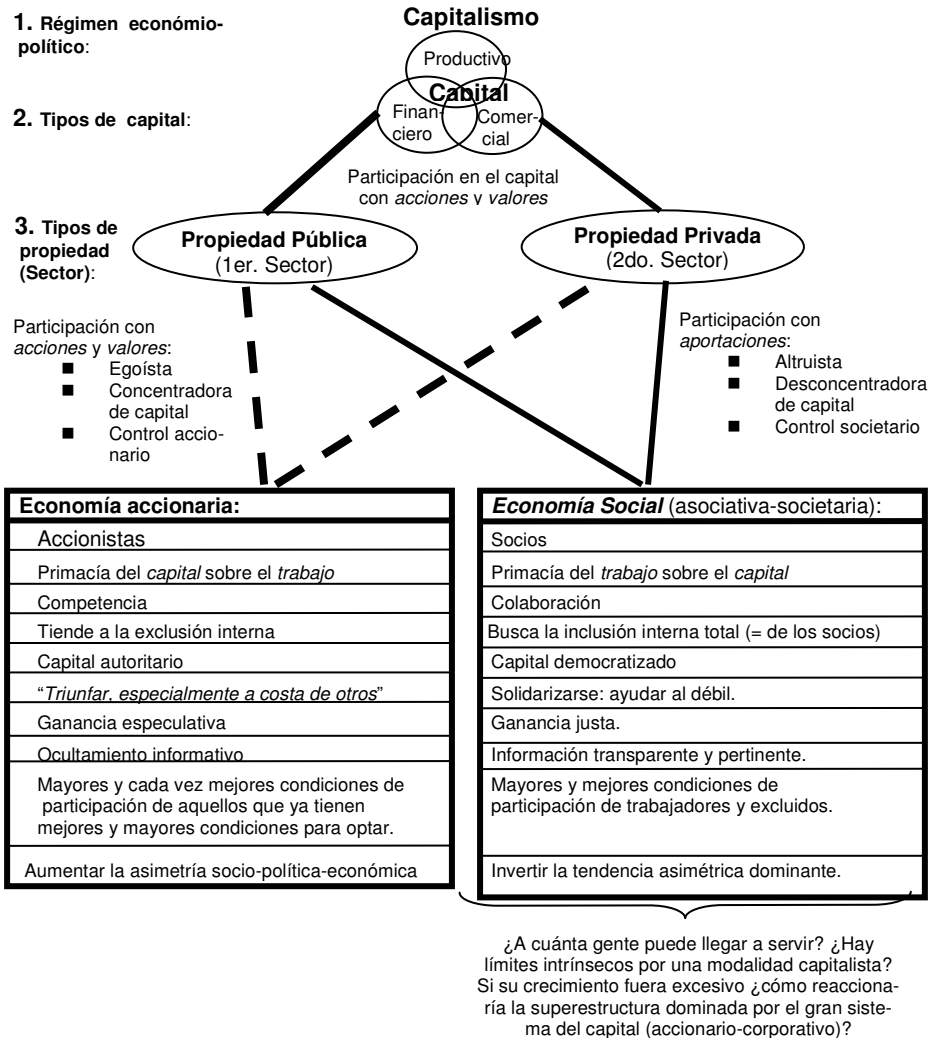 Capitalismo
1. Régimen económio-
político:
Productivo
Cabital
2. Tipos de capital:
Finan-
ciero
Comer-
cial
Participación en el capital
con acciones y valores
3. Tipos de
propiedad
(Sector):
Propiedad Pública
(1er. Sector)
Propiedad Privada
(2do. Sector)
Participación con
acciones y valores:
■ Egoísta
■ Concentradora
de capital
■ Control accio-
nario
Participación con
aportaciones:
■ Altruista
■ Desconcentradora
de capital
■ Control societario
Economía accionaria:
Accionistas
Primacía del capital sobre el trabajo
Competencia
Tiende a la exclusión interna
Capital autoritario
“Triunfar, especialmente a costa de otros”
Ganancia especulativa
Ocultamiento informativo
Mayores y cada vez mejores condiciones de
participación de aquellos que ya tienen
mejores y mayores condiciones para optar.
Aumentar la asimetría socio-política-económica
Economía Social (asociativa-societaria):
Socios
Primacía del trabajo sobre el capital
Colaboración
Busca la inclusión interna total (= de los socios)
Capital democratizado
Solidarizarse: ayudar al débil.
Ganancia justa.
Información transparente y pertinente.
Mayores y mejores condiciones de
participación de trabajadores y excluidos.
Invertir la tendencia asimétrica dominante.
¿A cuánta gente puede llegar a servir? ¿Hay
límites intrínsecos por una modalidad capitalista?
Si su crecimiento fuera excesivo ¿cómo reacciona-
ría la superestructura dominada por el gran siste-
ma del capital (accionario-corporativo)?